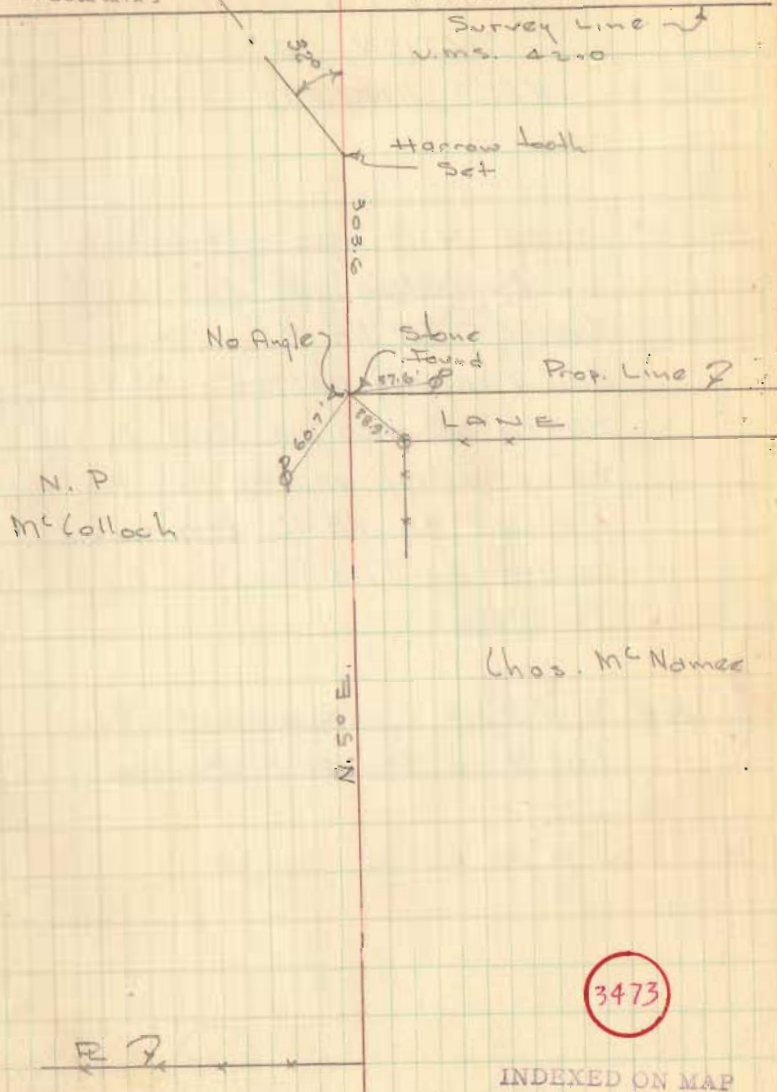 Survey Line
V.M.S. 42.0
32°
Harrow tooth
Set
303.6
No Angle
Stone
Found
37.6'
Prop. Line
LANE
60.7'
N. P
McColloch
Chas. McNamee
N. 5° E.
3473
INDEXED ON MAP